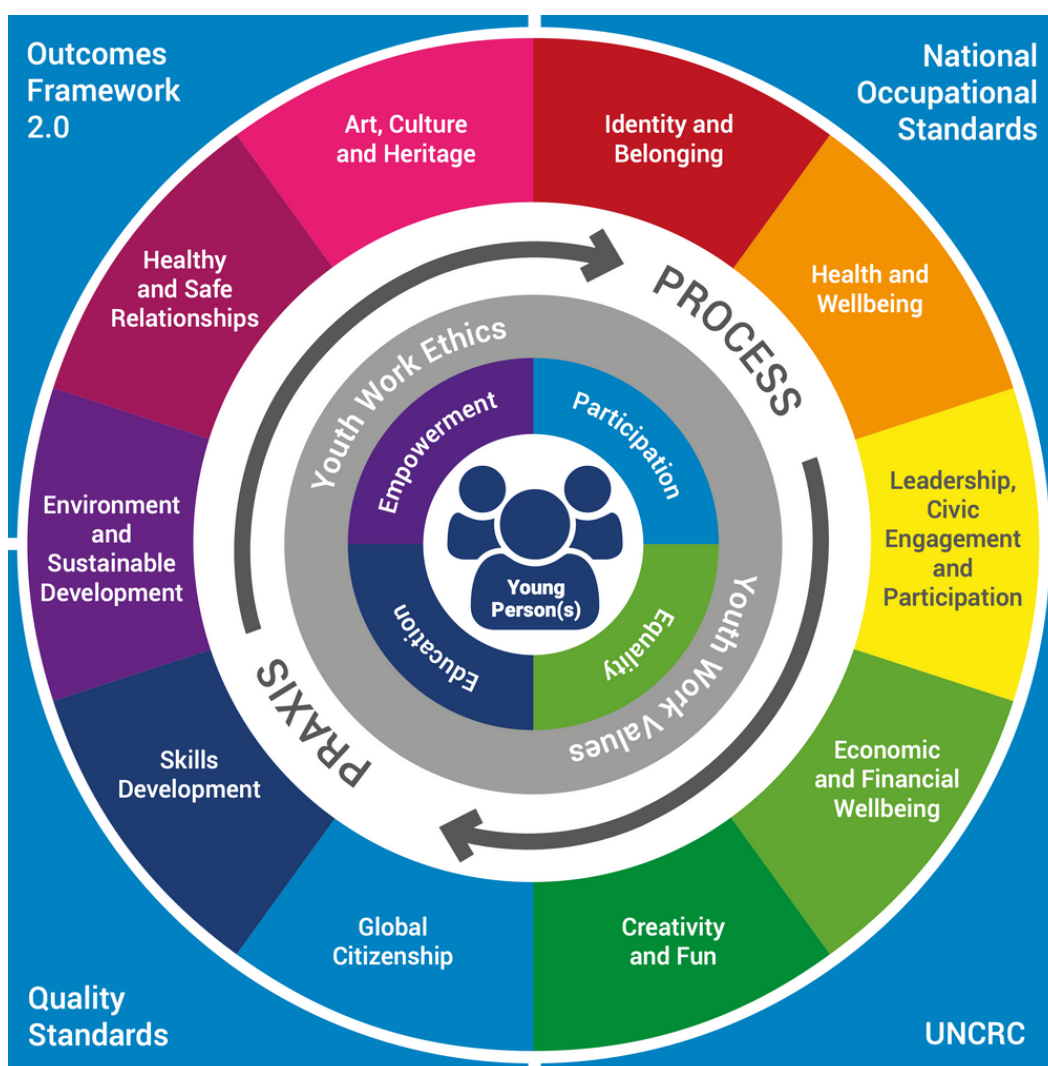 Outcomes
Framework
2.0
National
Occupational
Standards
Art, Culture
and Heritage
Identity and
Belonging
Healthy
and Safe
Relationships
Health and
Wellbeing
PROCESS
Youth Work Ethics
Empowerment
Participation
Environment
and
Sustainable
Development
Leadership,
Civic
Engagement
and
Participation
Young
Person(s)
Education
Equality
Youth Work Values
PRAXIS
Skills
Development
Economic
and Financial
Wellbeing
Global
Citizenship
Creativity
and Fun
Quality
Standards
UNCRC